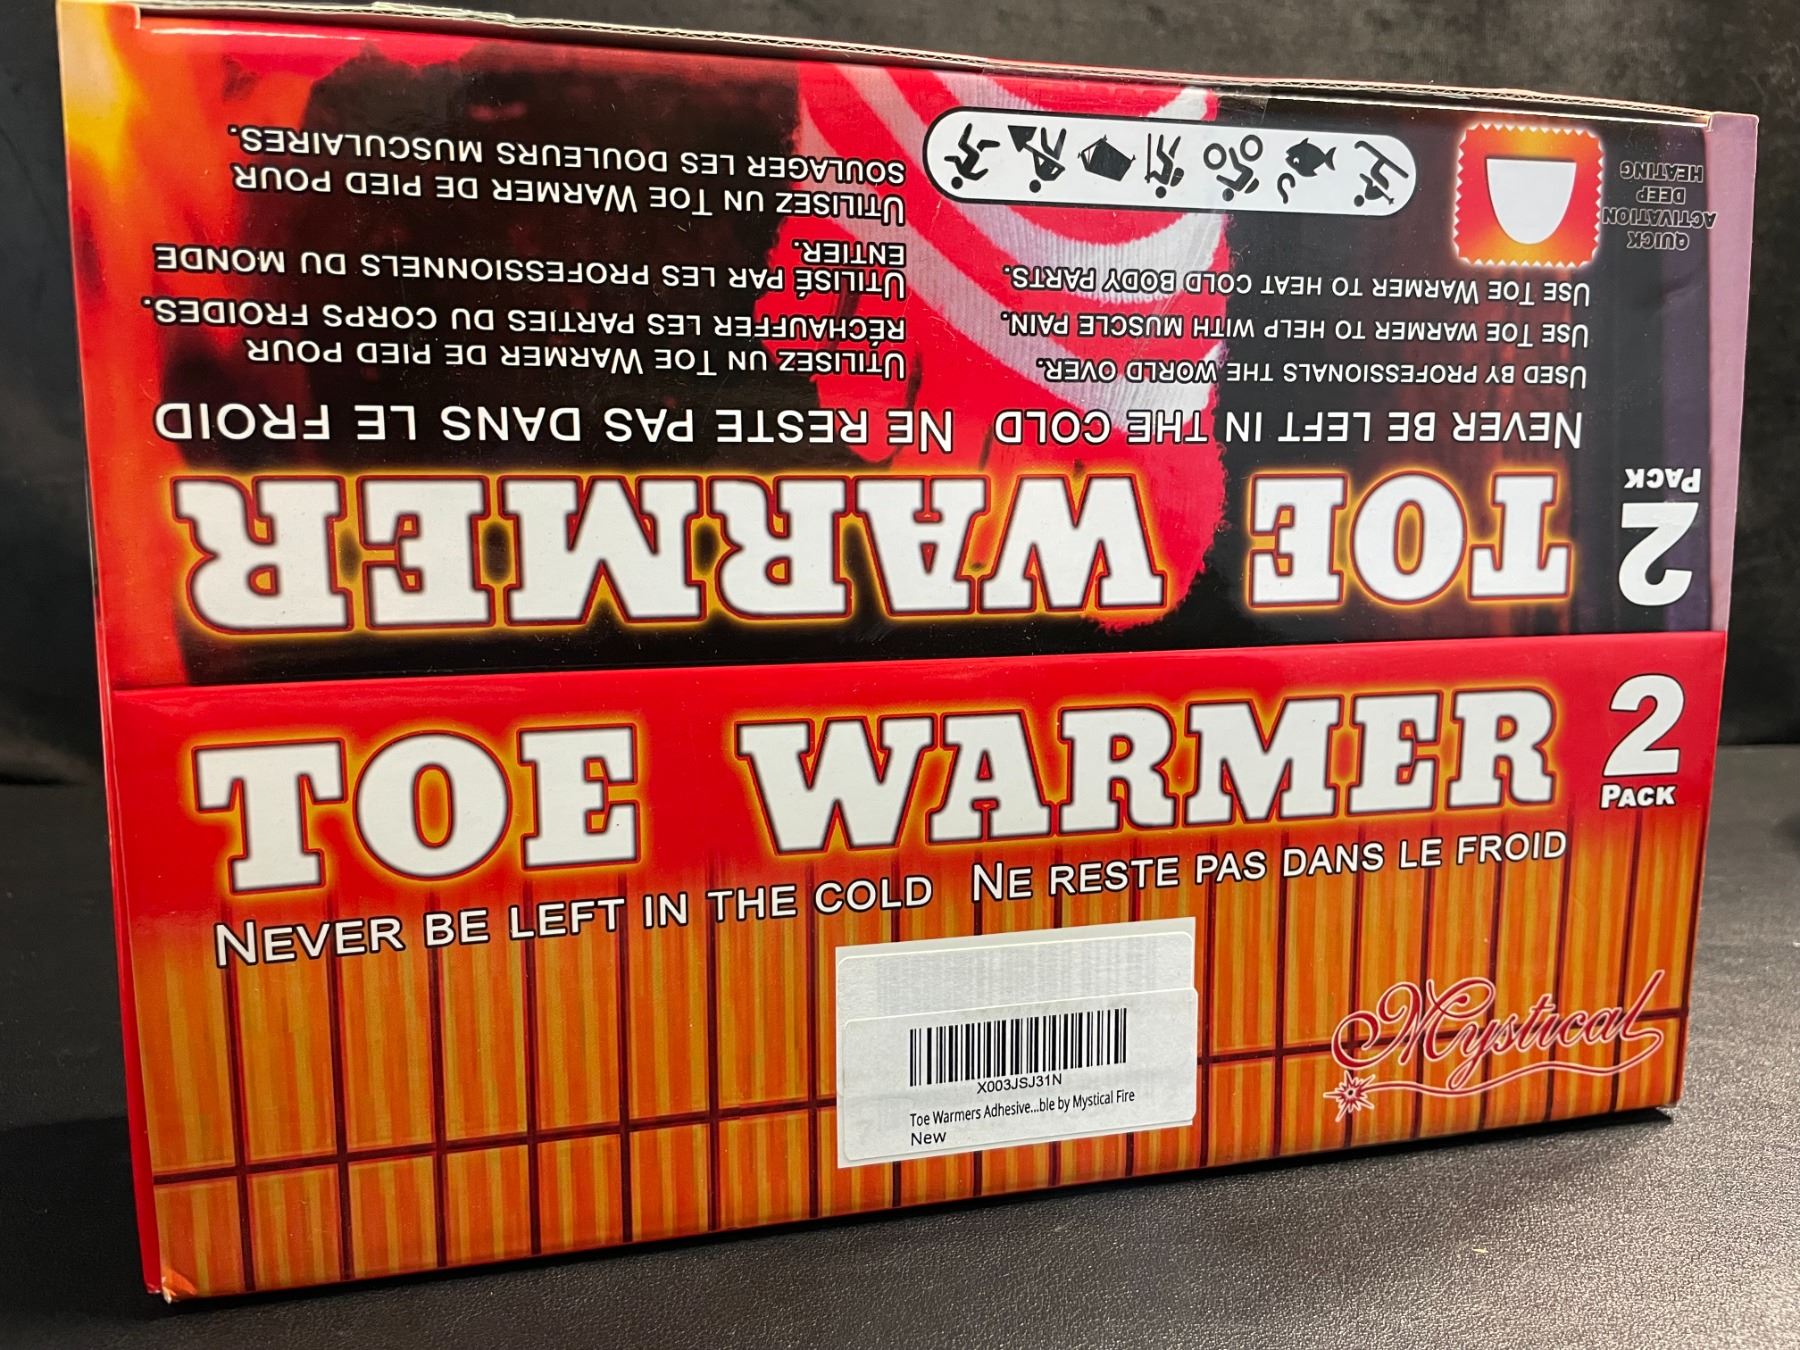 TOE WARMER
2
PACK
NEVER BE LEFT IN THE COLD NE RESTE PAS DANS LE FROID
Mystical
X003JSJ31N
Toe Warmers Adhesive...ble by Mystical Fire
New
2
PACK
TOE WARMER
NEVER BE LEFT IN THE COLD NE RESTE PAS DANS LE FROID
USED BY PROFESSIONALS THE WORLD OVER.
USE TOE WARMER TO HELP WITH MUSCLE PAIN.
USE TOE WARMER TO HEAT COLD BODY PARTS.
UTILISEZ UN TOE WARMER DE PIED POUR
RÉCHAUFFER LES PARTIES DU CORPS FROIDES.
UTILISÉ PAR LES PROFESSIONNELS DU MONDE
ENTIER.
UTILISEZ UN TOE WARMER DE PIED POUR
SOULAGER LES DOULEURS MUSCULAIRES.
QUICK
ACTIVATION
DEEP
HEATING